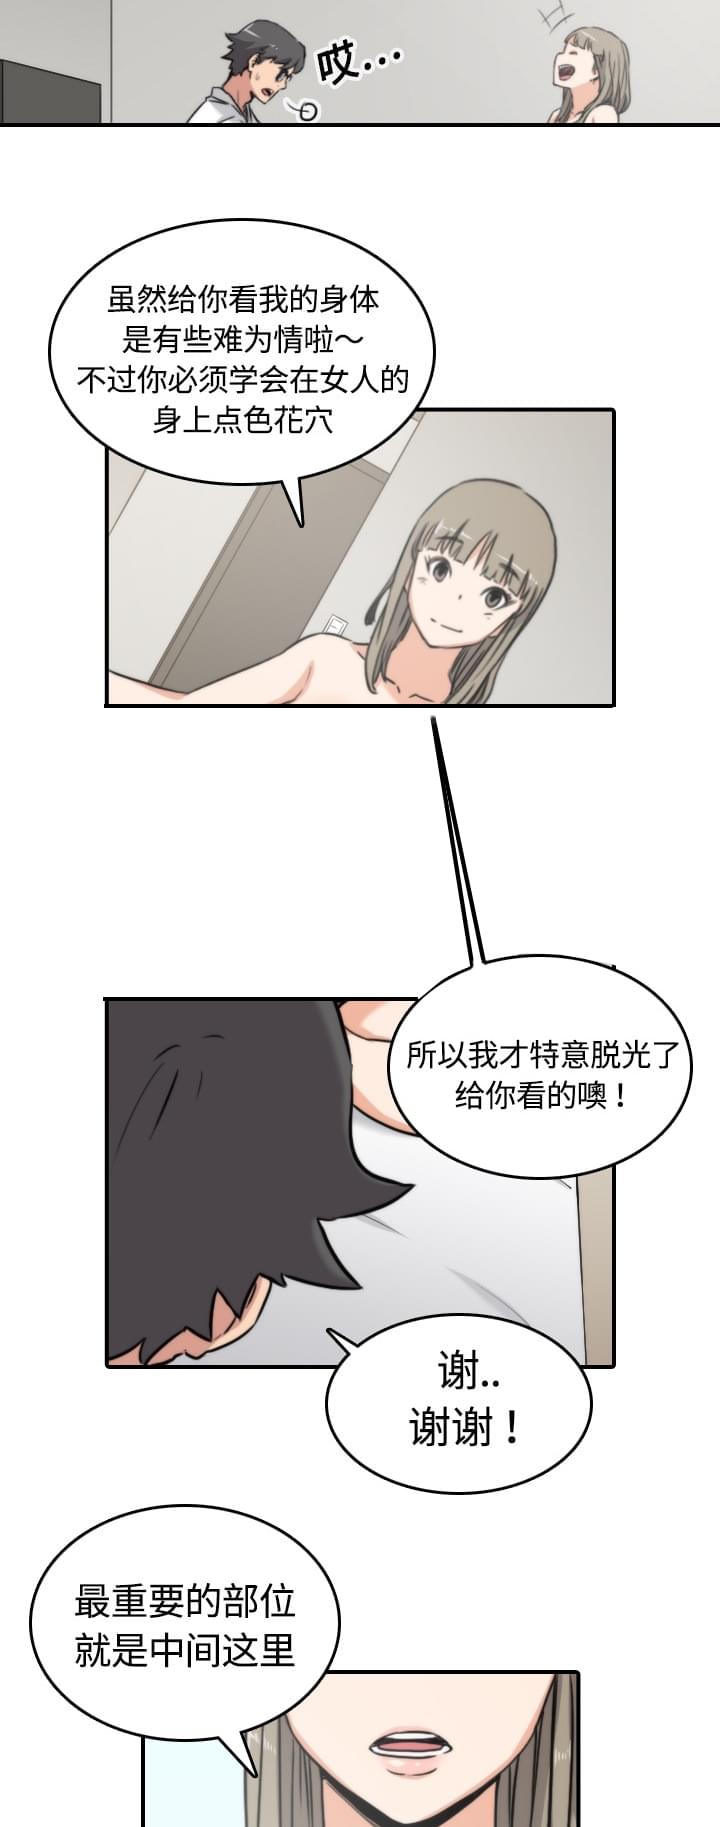 哎...
虽然给你看我的身体
是有些难为情啦～
不过你必须学会在女人的
身上点色花穴
所以我才特意脱光了
给你看的噢！
谢..
谢谢！
最重要的部位
就是中间这里